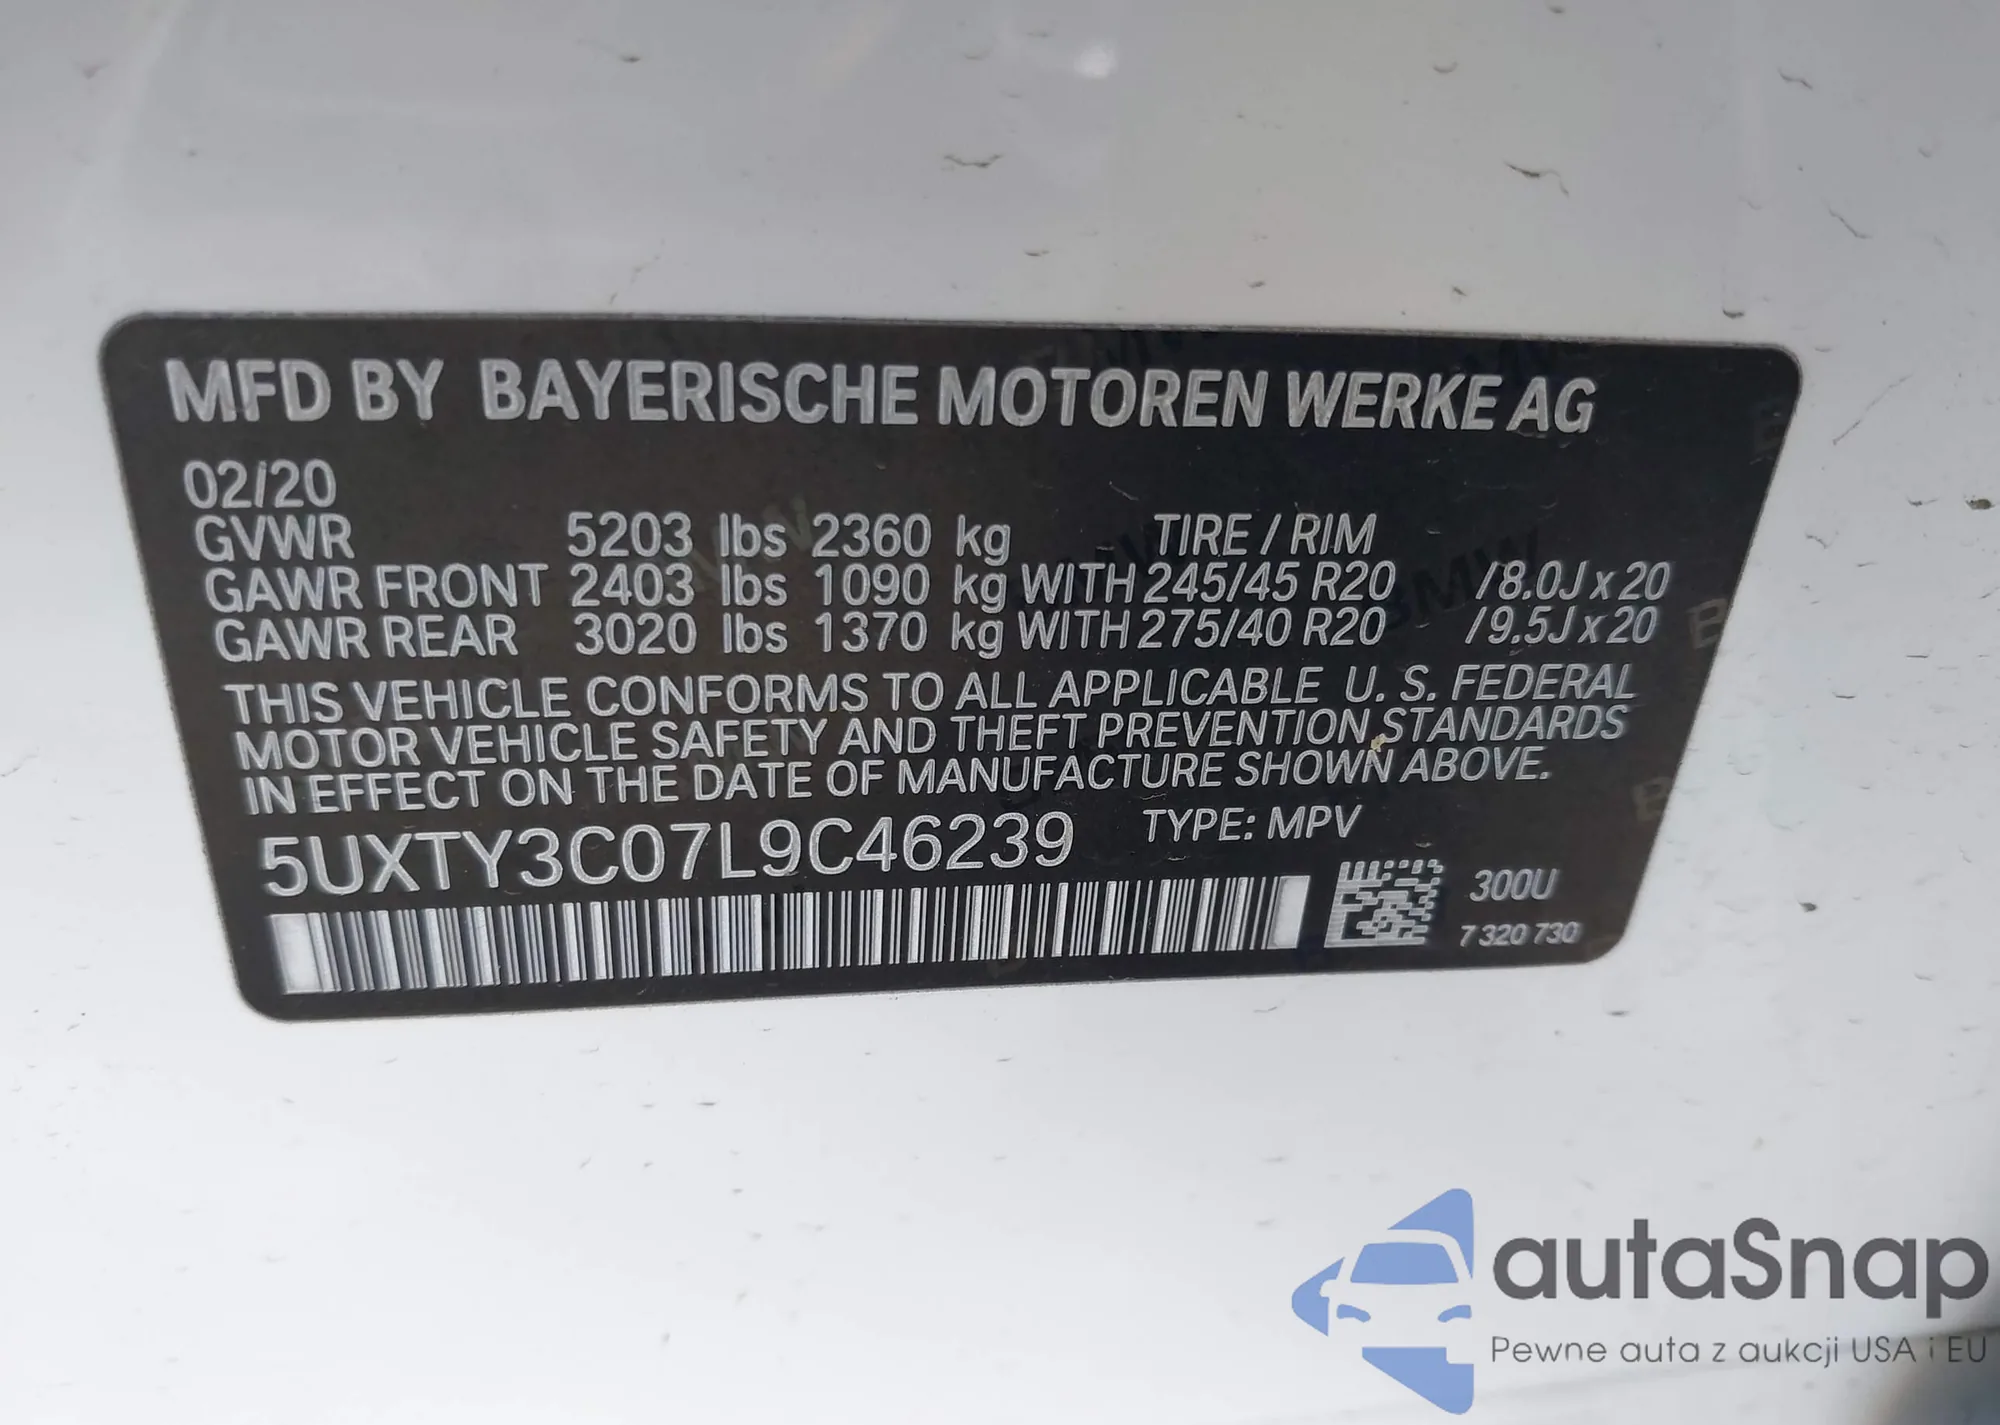 MFD BY BAYERISCHE MOTOREN WERKE AG
02/20
GVWR 5203 lbs 2360 kg TIRE / RIM
GAWR FRONT 2403 lbs 1090 kg WITH 245/45 R20 /8.0J x 20
GAWR REAR 3020 lbs 1370 kg WITH 275/40 R20 /9.5J x 20
THIS VEHICLE CONFORMS TO ALL APPLICABLE U. S. FEDERAL
MOTOR VEHICLE SAFETY AND THEFT PREVENTION STANDARDS
IN EFFECT ON THE DATE OF MANUFACTURE SHOWN ABOVE.
5UXTY3C07L9C46239 TYPE: MPV
300U
7 320 730
autaSnap
Pewne auta z aukcji USA i EU